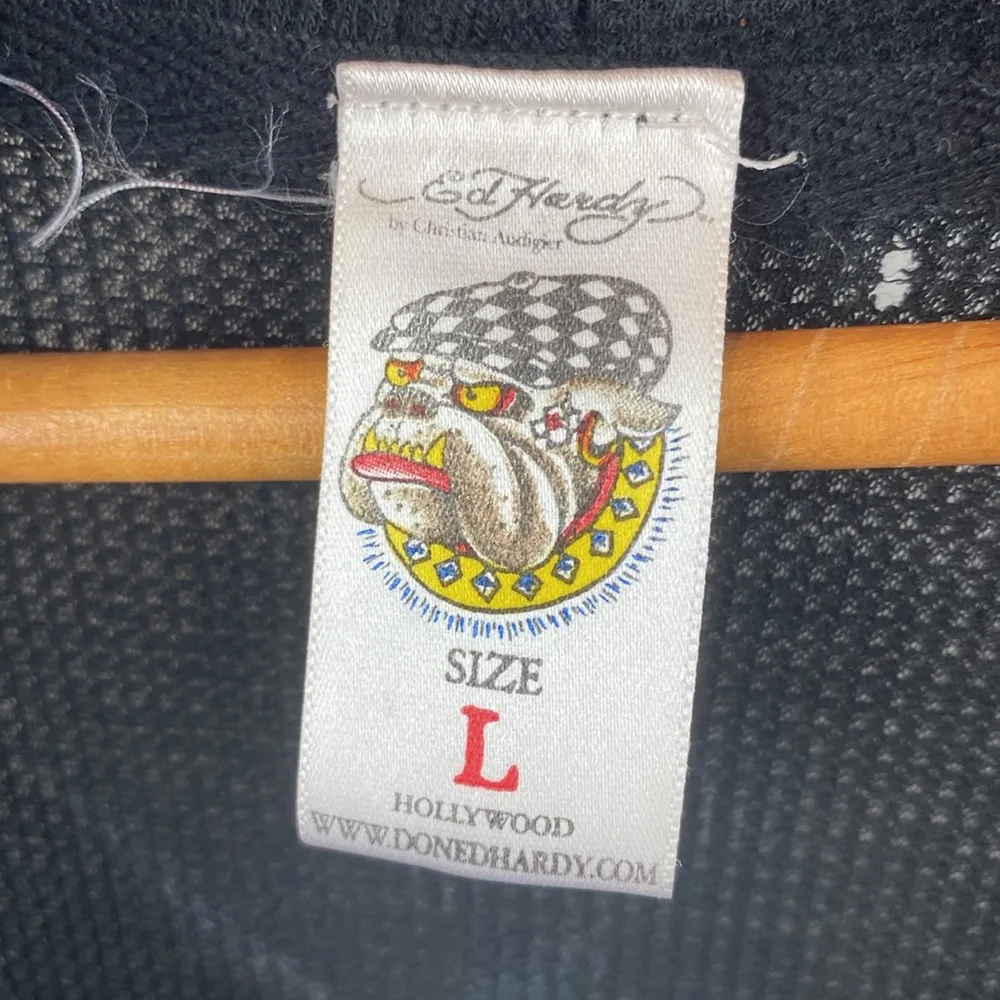 Ed Hardy
by Christian Audigier
SIZE
L
HOLLYWOOD
WWW.DONEDHARDY.COM